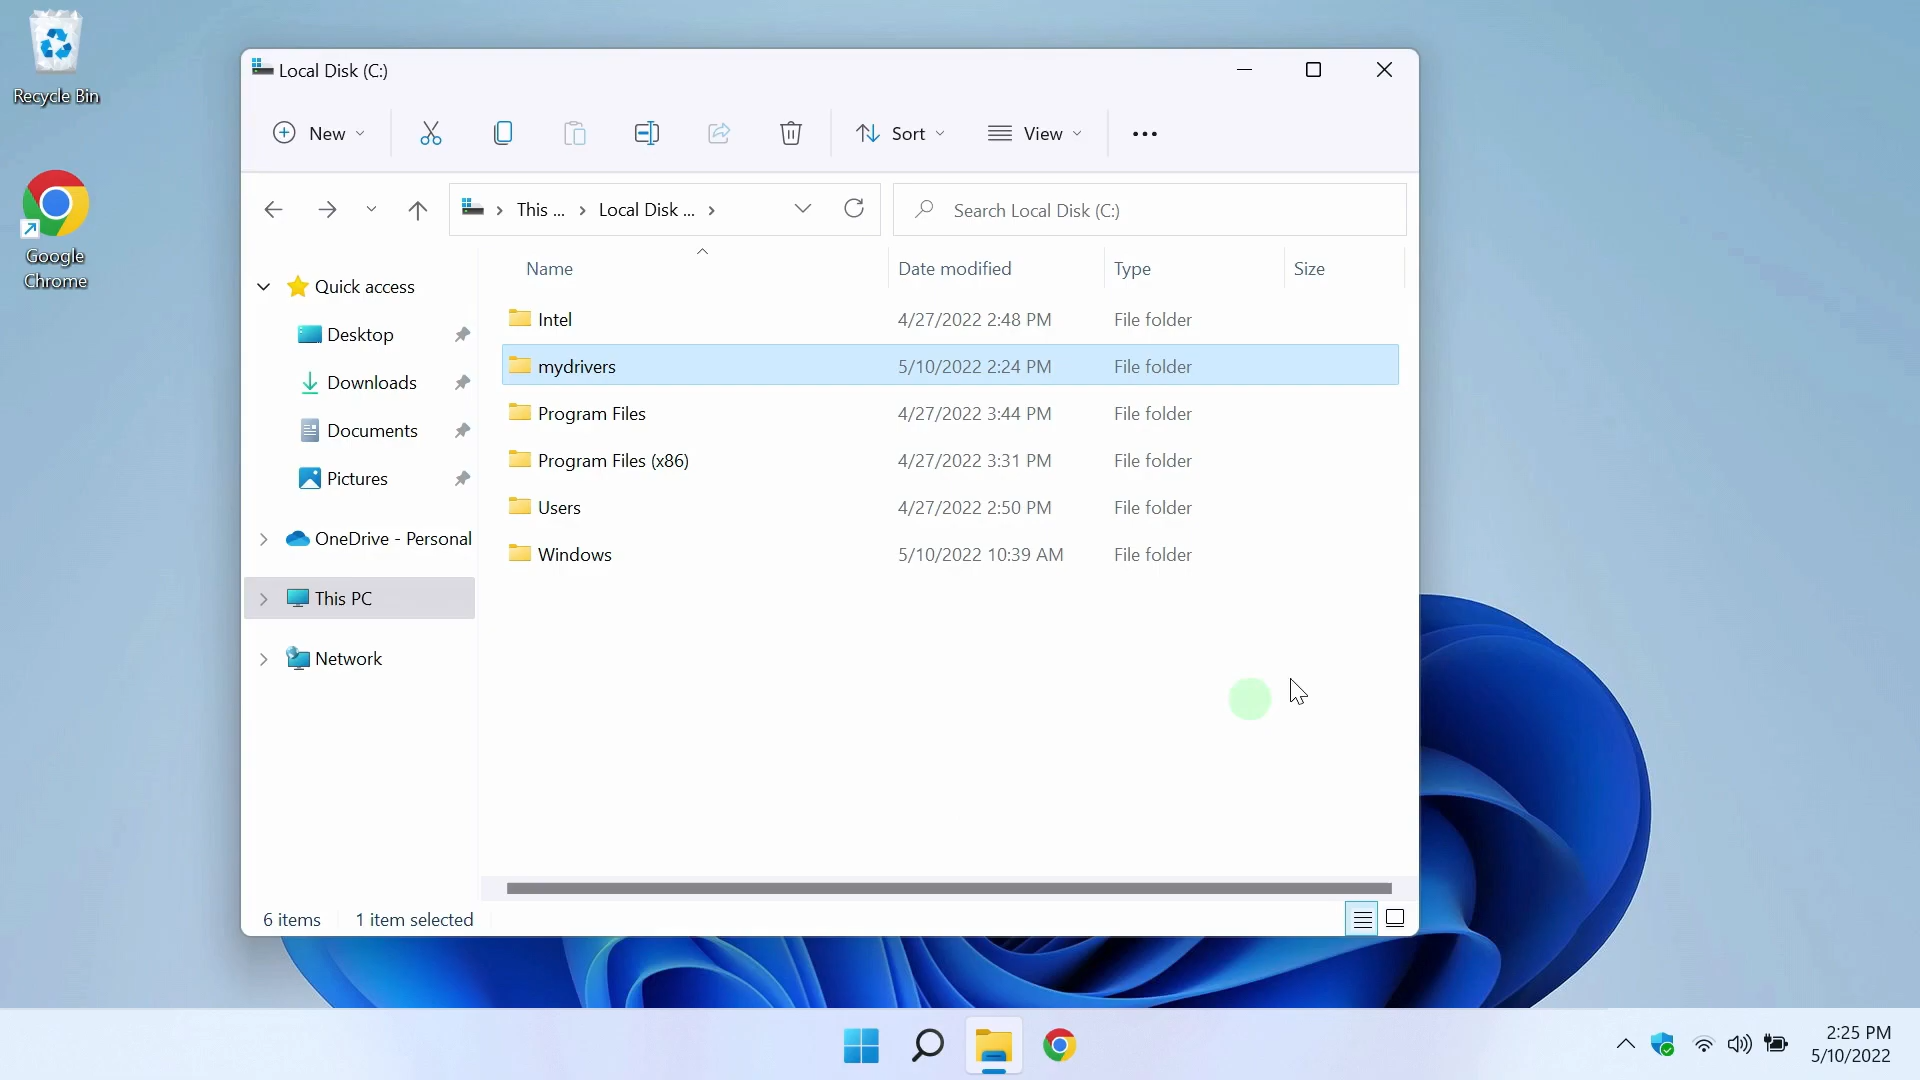 Recycle Bin
Google
Chrome
Local Disk (C:)
New
Sort
View
This ...
Local Disk ...
Search Local Disk (C:)
Name
Date modified
Type
Size
Quick access
Desktop
Downloads
Documents
Pictures
OneDrive - Personal
This PC
Network
Intel 4/27/2022 2:48 PM File folder
mydrivers 5/10/2022 2:24 PM File folder
Program Files 4/27/2022 3:44 PM File folder
Program Files (x86) 4/27/2022 3:31 PM File folder
Users 4/27/2022 2:50 PM File folder
Windows 5/10/2022 10:39 AM File folder
6 items
1 item selected
2:25 PM
5/10/2022